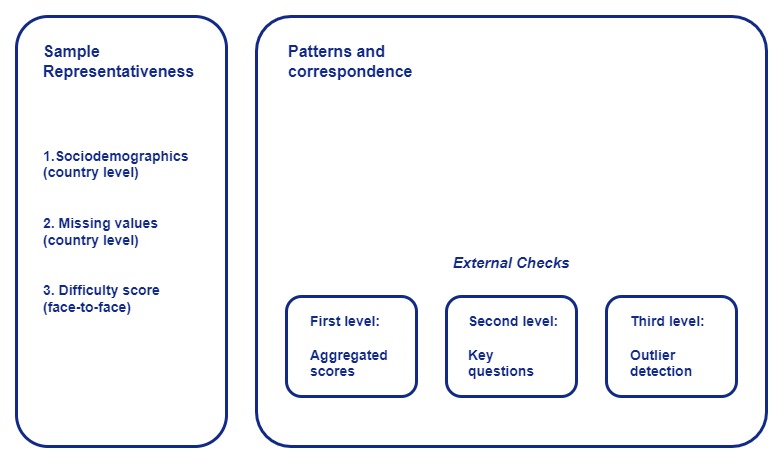 Sample
Representativeness
1.Sociodemographics
(country level)
2. Missing values
(country level)
3. Difficulty score
(face-to-face)
Patterns and
correspondence
External Checks
First level:
Aggregated
scores
Second level:
Key
questions
Third level:
Outlier
detection